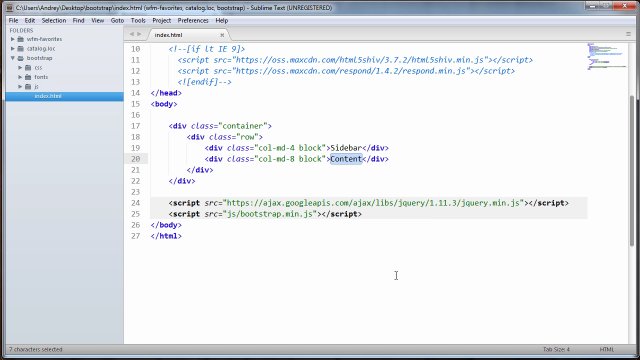 C:\Users\Andrey\Desktop\bootstrap\index.html (wfm-favorites, catalog.loc, bootstrap) - Sublime Text (UNREGISTERED)
File Edit Selection Find View Goto Tools Project Preferences Help
FOLDERS
wfm-favorites
catalog.loc
bootstrap
css
fonts
js
index.html
index.html
10 <!--[if lt IE 9]>
11 <script src="https://oss.maxcdn.com/html5shiv/3.7.2/html5shiv.min.js"></script>
12 <script src="https://oss.maxcdn.com/respond/1.4.2/respond.min.js"></script>
13 <![endif]-->
14 </head>
15 <body>
16
17 <div class="container">
18 <div class="row">
19 <div class="col-md-4 block">Sidebar</div>
20 <div class="col-md-8 block">Content</div>
21 </div>
22 </div>
23
24 <script src="https://ajax.googleapis.com/ajax/libs/jquery/1.11.3/jquery.min.js"></script>
25 <script src="js/bootstrap.min.js"></script>
26 </body>
27 </html>
7 characters selected
Tab Size: 4
HTML